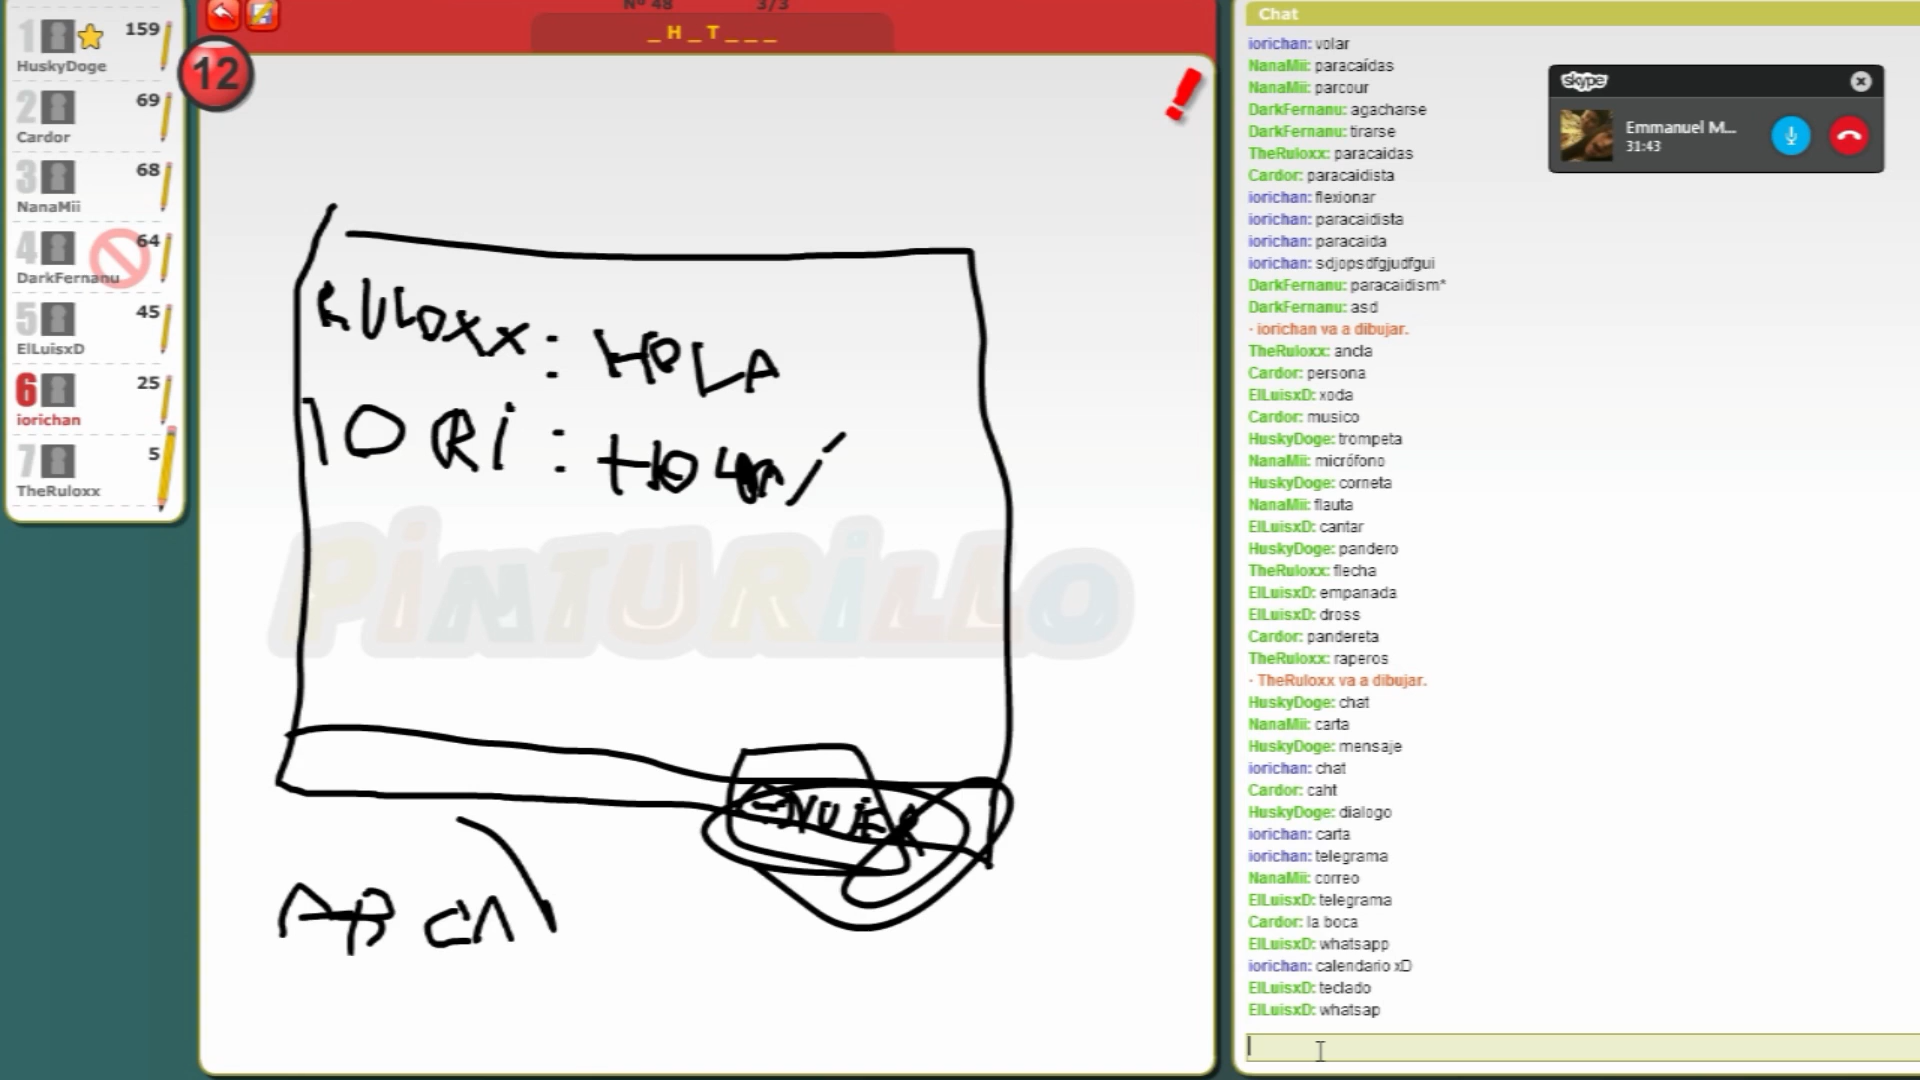 1 159
HuskyDoge
2 69
Cardor
3 68
NanaMii
4 64
DarkFernanu
5 45
ElLuisxD
6 25
iorichan
7 5
TheRuloxx
Nº 48 3/3
_ H _ T _ _ _
12
RULOXX : HOLA
IORI :
PINTURILLO
Chat
iorichan: volar
NanaMii: paracaídas
NanaMii: parcour
DarkFernanu: agacharse
DarkFernanu: tirarse
TheRuloxx: paracaidas
Cardor: paracaidista
iorichan: flexionar
iorichan: paracaidista
iorichan: paracaida
iorichan: sdjopsdfgjudfgui
DarkFernanu: paracaidism*
DarkFernanu: asd
- iorichan va a dibujar.
TheRuloxx: ancla
Cardor: persona
ElLuisxD: xoda
Cardor: musico
HuskyDoge: trompeta
NanaMii: micrófono
HuskyDoge: corneta
NanaMii: flauta
ElLuisxD: cantar
HuskyDoge: pandero
TheRuloxx: flecha
ElLuisxD: empanada
ElLuisxD: dross
Cardor: pandereta
TheRuloxx: raperos
- TheRuloxx va a dibujar.
HuskyDoge: chat
NanaMii: carta
HuskyDoge: mensaje
iorichan: chat
Cardor: caht
HuskyDoge: dialogo
iorichan: carta
iorichan: telegrama
NanaMii: correo
ElLuisxD: telegrama
Cardor: la boca
ElLuisxD: whatsapp
iorichan: calendario xD
ElLuisxD: teclado
ElLuisxD: whatsap
skype
Emmanuel M...
31:43